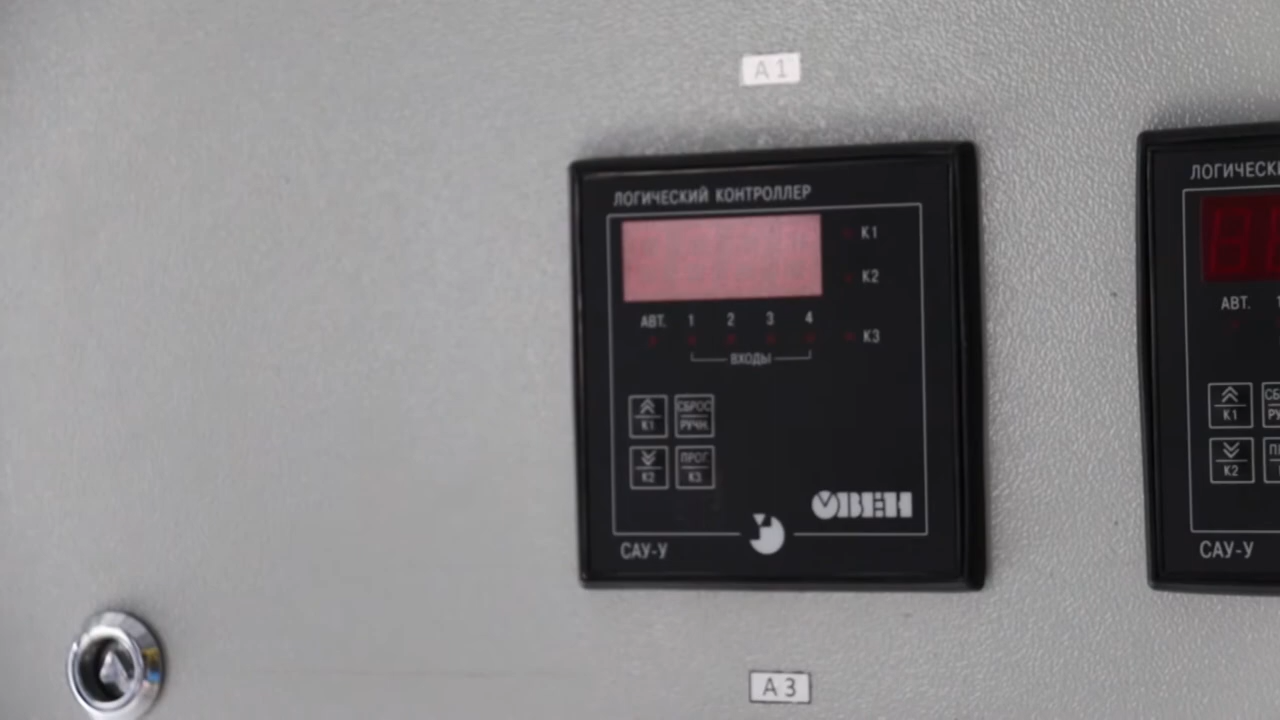 А1
ЛОГИЧЕСКИЙ КОНТРОЛЛЕР
К1
К2
АВТ. 1 2 3 4
К3
ВХОДЫ
К1
СБРОС
РУЧН.
К2
ПРОГ.
К3
ОВЕН
САУ-У
А3
ЛОГИЧЕСК
АВТ.
К1
К2
САУ-У